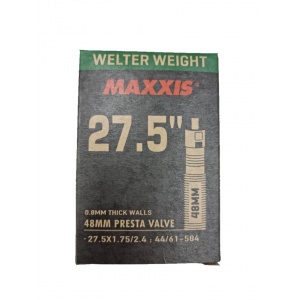 WELTER WEIGHT
MAXXIS
27.5"
48MM
0.8MM THICK WALLS
48MM PRESTA VALVE
27.5X1.75/2.4 : 44/61-584